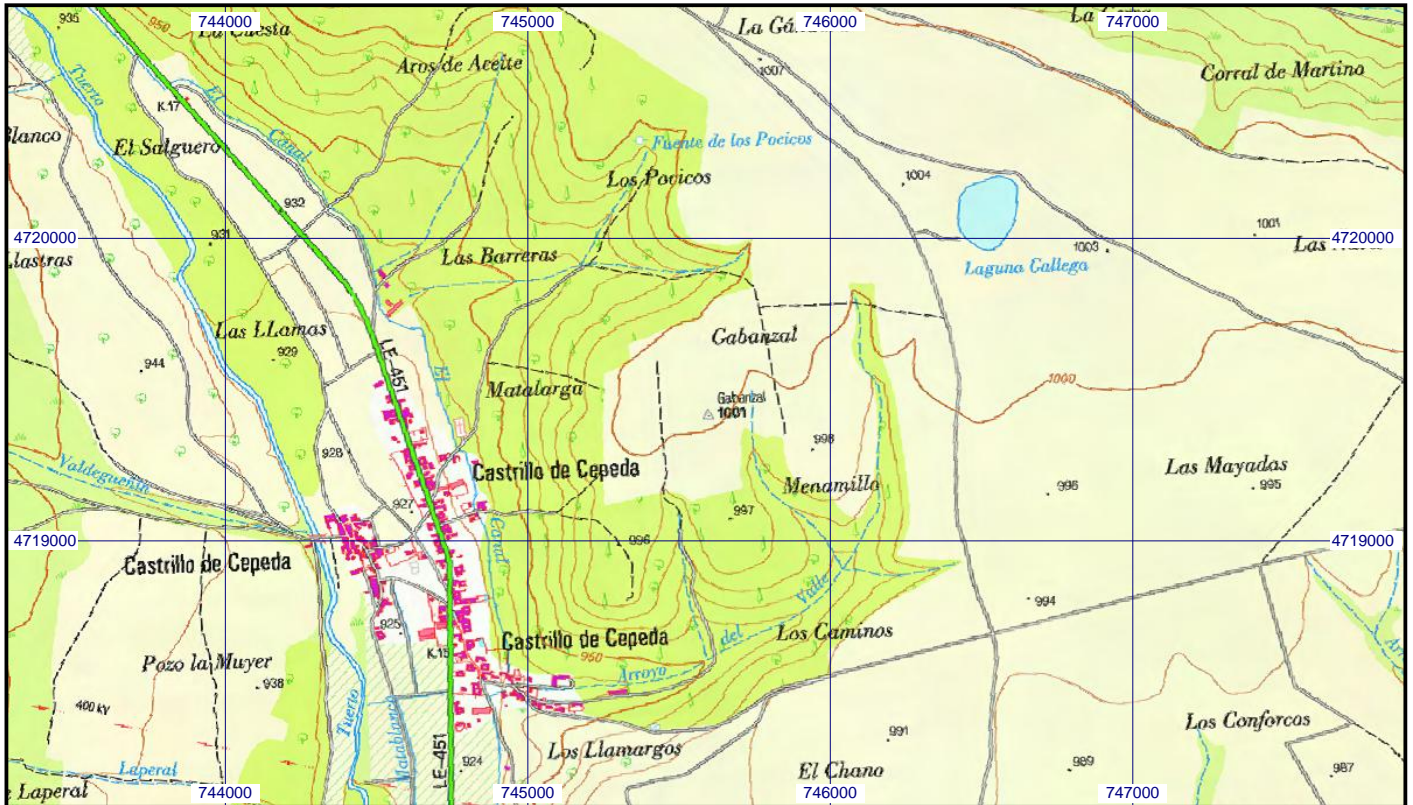 744000
745000
746000
747000
935
950
La Cuesta
La
La
1007
Aros de Aceite
Corral de Martino
Tuerto
El
Canal
K.17
Blanco
El Salguero
Fuente de los Pocicos
Los Pocicos
1004
932
931
4720000
4720000
1001
1003
Las
Llastras
Las Barreras
Laguna Gallega
Las LLamas
Gabanzal
929
944
LE-451
El
Matalarga
1000
Gabanzal
1001
998
928
Castrillo de Cepeda
Las Mayadas
Valdeguenin
Menamillo
996
995
927
997
Canal
4719000
996
4719000
Castrillo de Cepeda
Valle
994
925
del
Los Caminos
Castrillo de Cepeda
K.15
950
Pozo la Muyer
Arroyo
938
400 kV
Tuerto
Matablanco
Los Conforcos
991
Los Llamargos
LE-451
924
El Chano
989
987
Laperal
Laperal
744000
745000
746000
747000